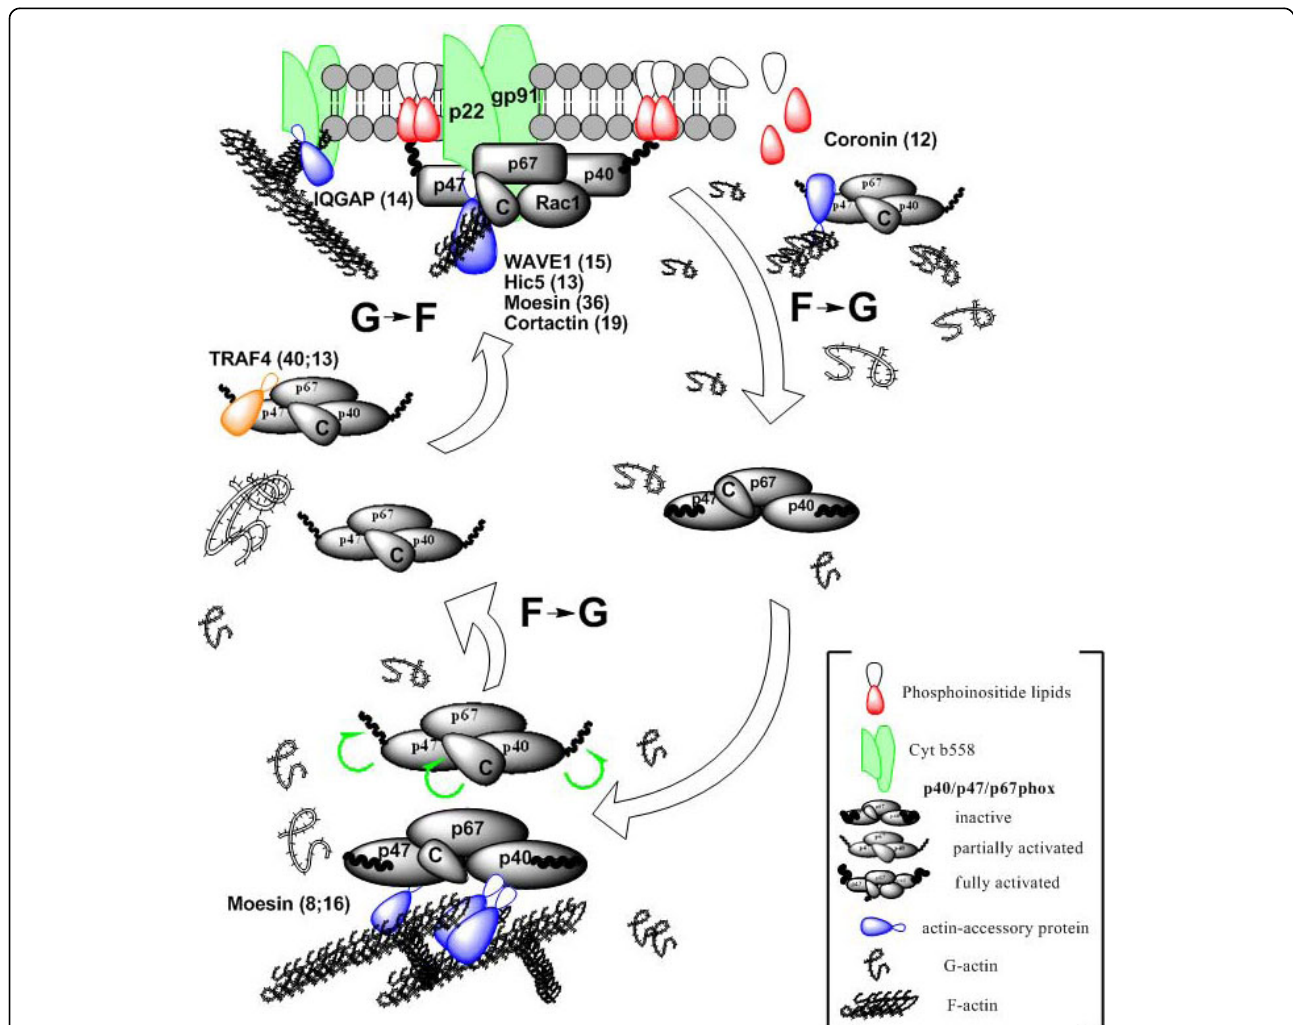 p22
gp91
p67
p47
p40
C
Rac1
IQGAP (14)
WAVE1 (15)
Hic5 (13)
Moesin (36)
Cortactin (19)
G→F
Coronin (12)
p67
p47
p40
C
F→G
TRAF4 (40;13)
p67
p47
p40
C
p67
p47
p40
C
p67
p47
p40
C
F→G
p67
p47
p40
C
p67
p47
p40
C
Moesin (8;16)
Phosphoinositide lipids
Cyt b558
p40/p47/p67phox
inactive
partially activated
fully activated
actin-accessory protein
G-actin
F-actin